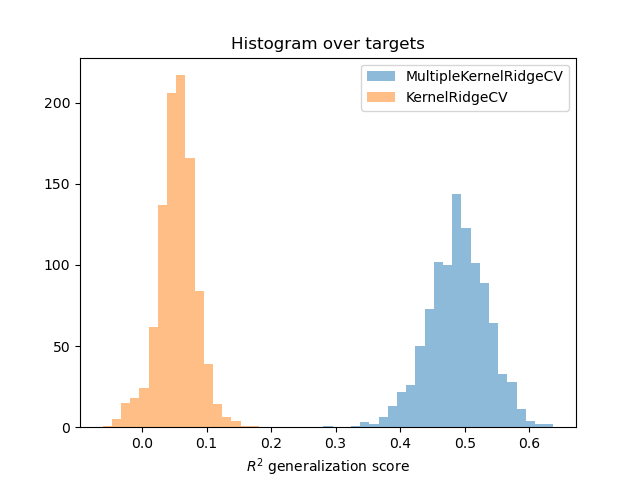 Histogram over targets
MultipleKernelRidgeCV
KernelRidgeCV
200
150
100
50
0
0.0 0.1 0.2 0.3 0.4 0.5 0.6
R² generalization score